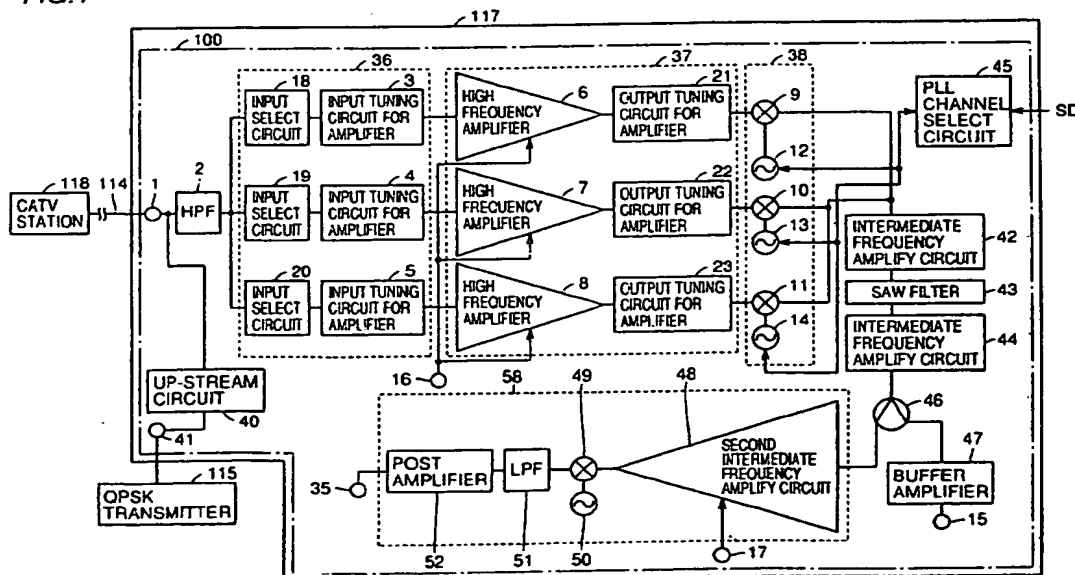 117
100
36
37
38
45
18
3
6
21
9
INPUT
SELECT
CIRCUIT
INPUT TUNING
CIRCUIT FOR
AMPLIFIER
HIGH
FREQUENCY
AMPLIFIER
OUTPUT TUNING
CIRCUIT FOR
AMPLIFIER
PLL
CHANNEL
SELECT
CIRCUIT
SD
12
118
114
1
2
19
4
7
22
10
CATV
STATION
HPF
INPUT
SELECT
CIRCUIT
INPUT TUNING
CIRCUIT FOR
AMPLIFIER
HIGH
FREQUENCY
AMPLIFIER
OUTPUT TUNING
CIRCUIT FOR
AMPLIFIER
13
INTERMEDIATE
FREQUENCY
AMPLIFY CIRCUIT
42
20
5
8
23
11
INPUT
SELECT
CIRCUIT
INPUT TUNING
CIRCUIT FOR
AMPLIFIER
HIGH
FREQUENCY
AMPLIFIER
OUTPUT TUNING
CIRCUIT FOR
AMPLIFIER
14
SAW FILTER
43
INTERMEDIATE
FREQUENCY
AMPLIFY CIRCUIT
44
16
UP-STREAM
CIRCUIT
40
41
58
49
48
46
115
QPSK
TRANSMITTER
35
POST
AMPLIFIER
LPF
SECOND
INTERMEDIATE
FREQUENCY
AMPLIFY CIRCUIT
47
BUFFER
AMPLIFIER
15
52
51
50
17